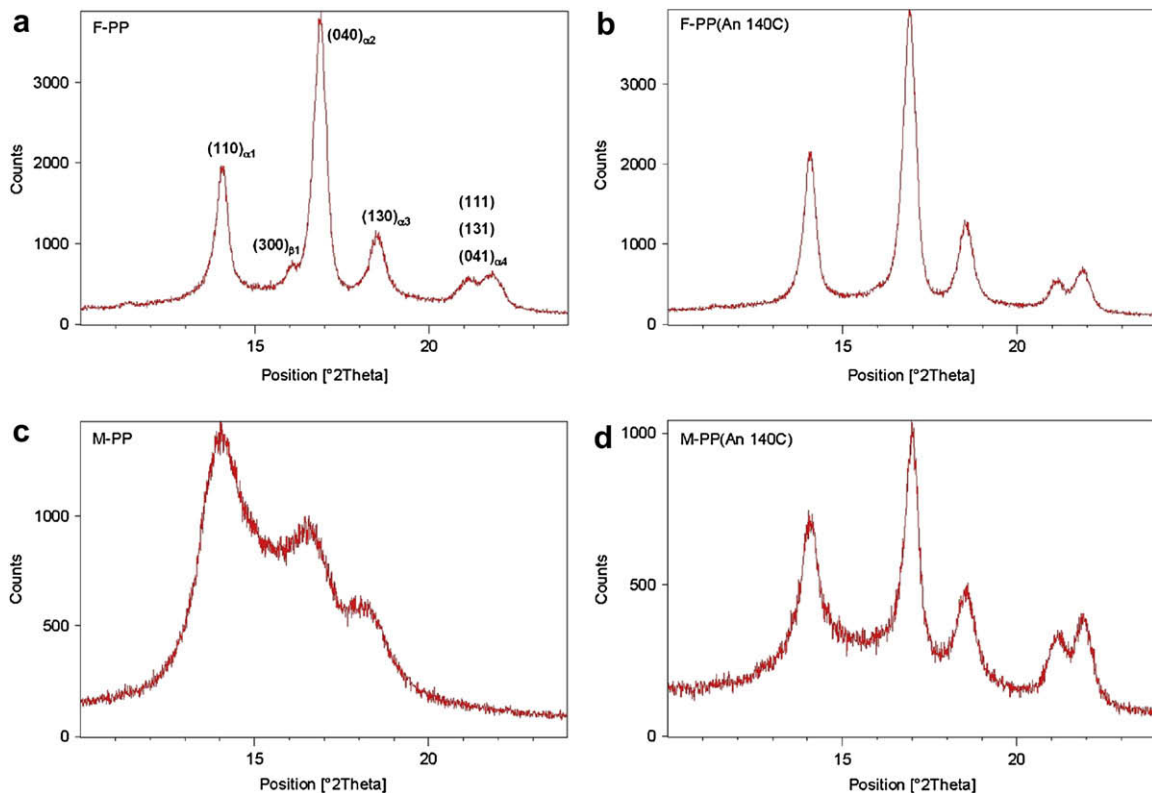 a
F-PP
(110)α1
(300)β1
(040)α2
(130)α3
(111)
(131)
(041)α4
3000
2000
1000
0
Counts
15
20
Position [°2Theta]
b
F-PP(An 140C)
3000
2000
1000
0
Counts
15
20
Position [°2Theta]
c
M-PP
1000
500
0
Counts
15
20
Position [°2Theta]
d
M-PP(An 140C)
1000
500
0
Counts
15
20
Position [°2Theta]